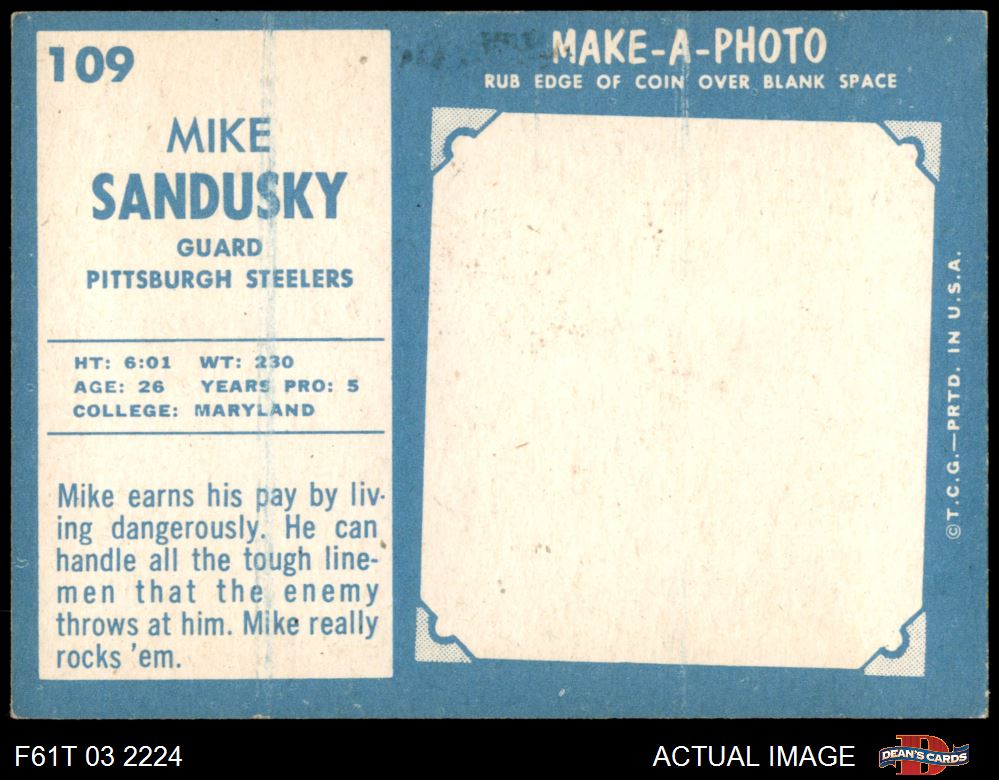 109
MIKE
SANDUSKY
GUARD
PITTSBURGH STEELERS
HT: 6:01 WT: 230
AGE: 26 YEARS PRO: 5
COLLEGE: MARYLAND
Mike earns his pay by liv-
ing dangerously. He can
handle all the tough line-
men that the enemy
throws at him. Mike really
rocks 'em.
MAKE-A-PHOTO
RUB EDGE OF COIN OVER BLANK SPACE
©T.C.G.—PRTD. IN U.S.A.
F61T 03 2224
ACTUAL IMAGE
D
DEAN'S CARDS